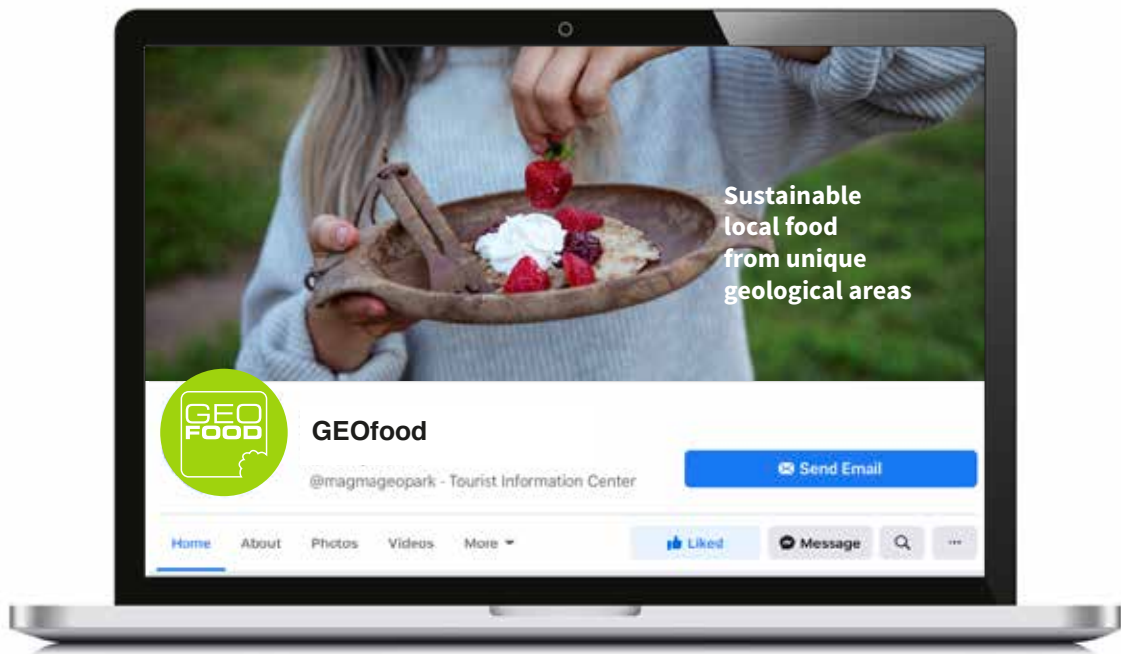 Sustainable
local food
from unique
geological areas
GEO
FOOD
GEOfood
@magmageopark - Tourist Information Center
Send Email
Home About Photos Videos More
Liked Message ...